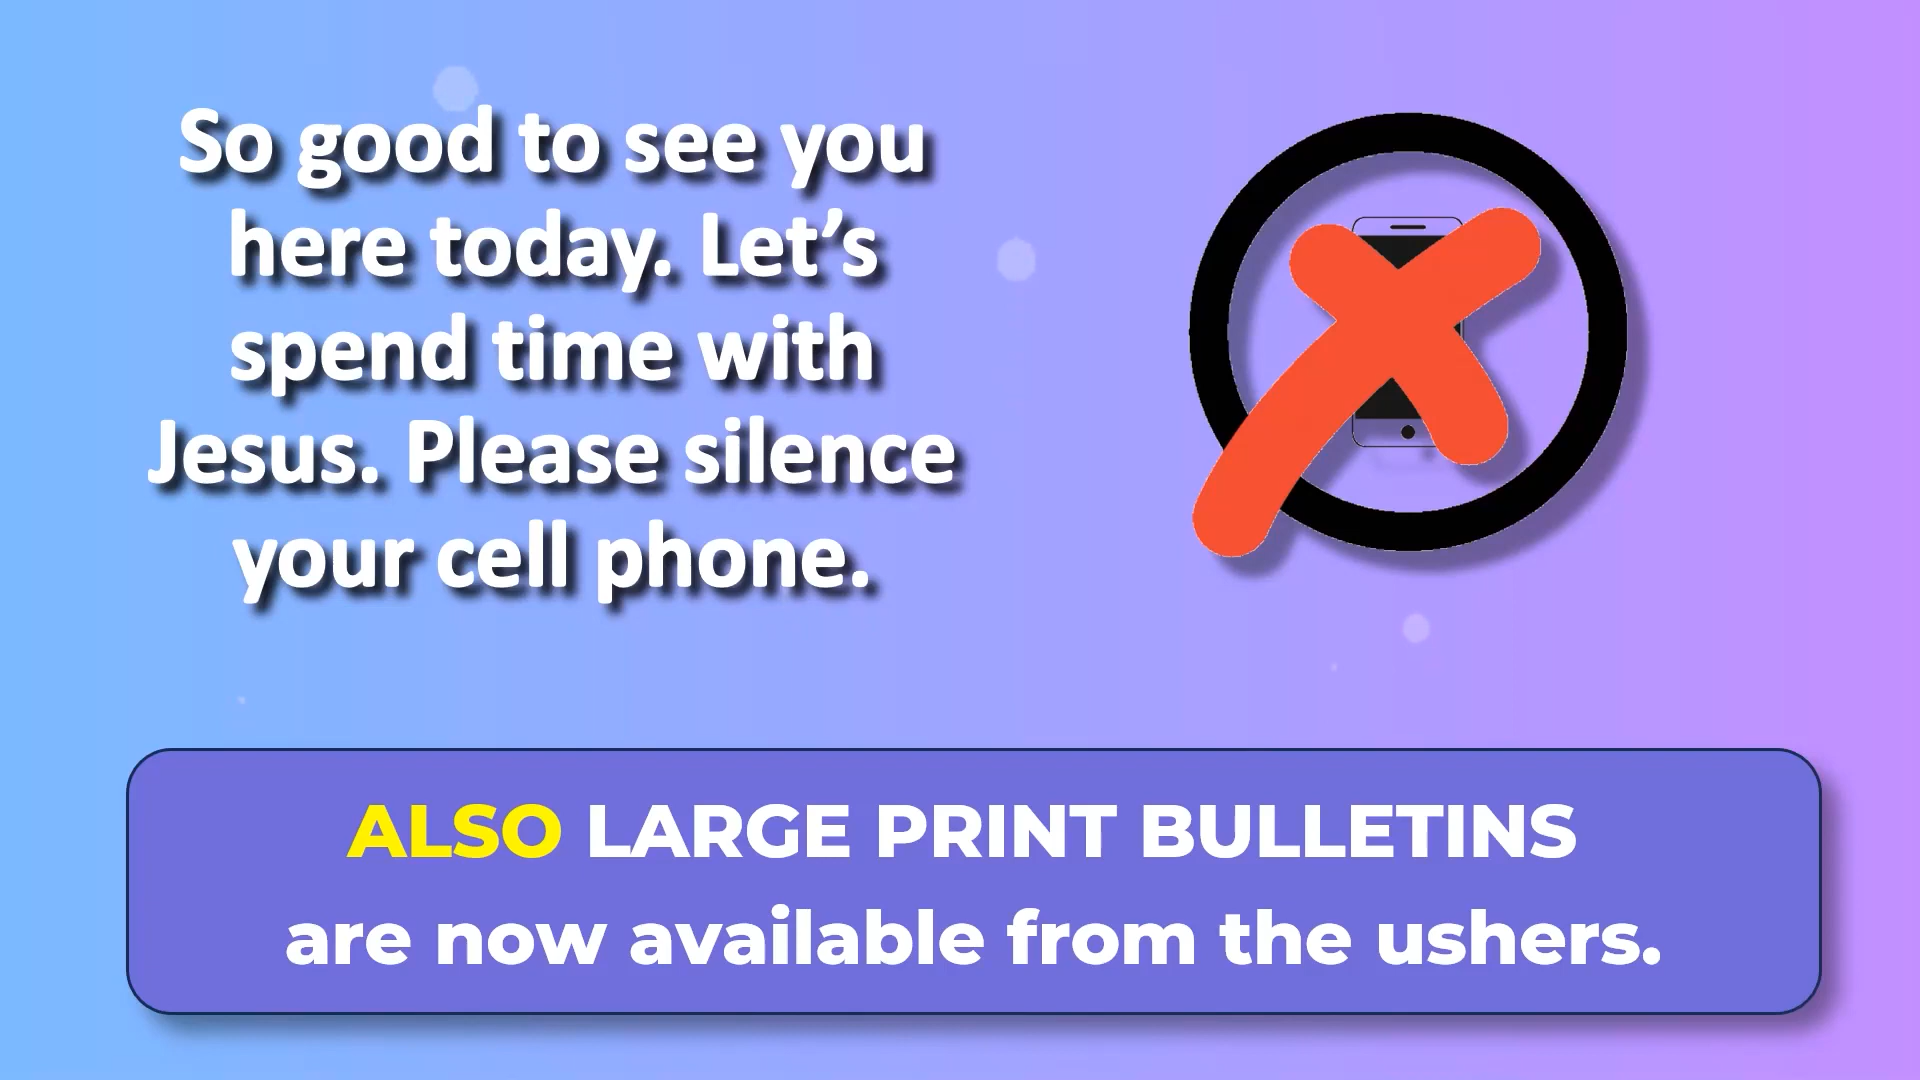 So good to see you
here today. Let’s
spend time with
Jesus. Please silence
your cell phone.
ALSO LARGE PRINT BULLETINS
are now available from the ushers.